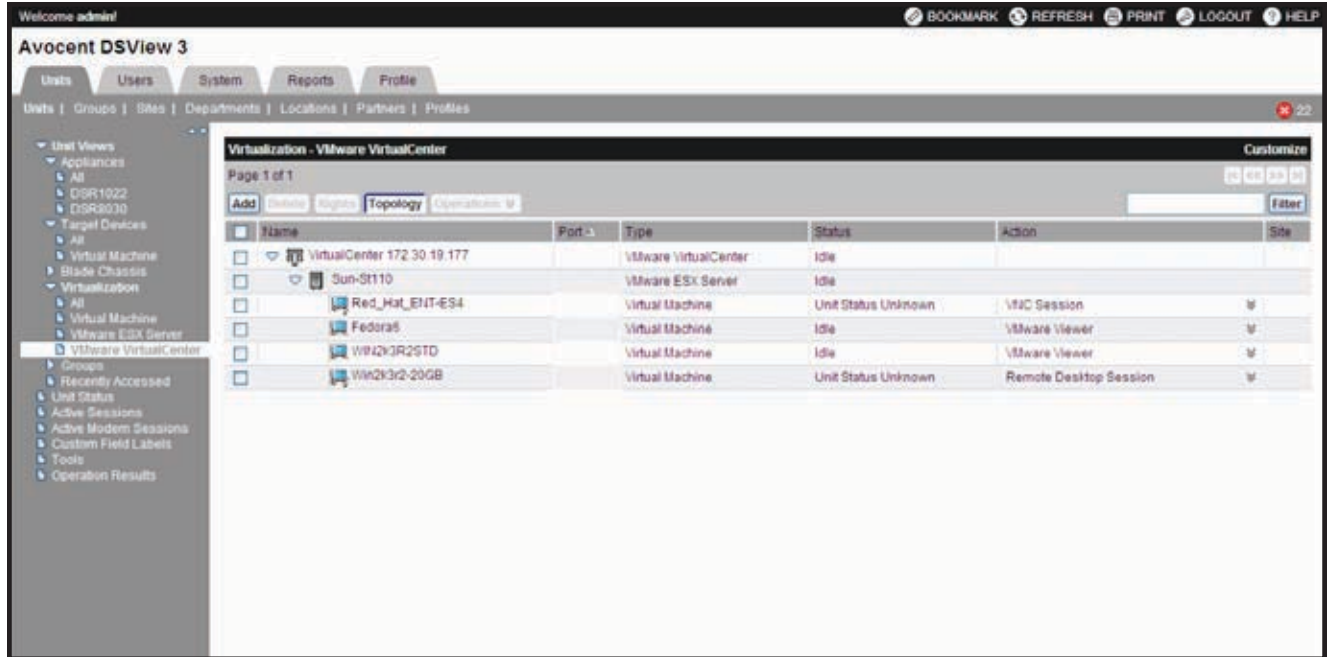 Welcome admin!
BOOKMARK REFRESH PRINT LOGOUT HELP
Avocent DSView 3
Units Users System Reports Profile
Units | Groups | Sites | Departments | Locations | Partners | Profiles
22
Unit Views
Appliances
All
DSR1022
DSR8030
Target Devices
All
Virtual Machine
Blade Chassis
Virtualization
All
Virtual Machine
VMware ESX Server
VMware VirtualCenter
Groups
Recently Accessed
Unit Status
Active Sessions
Active Modem Sessions
Custom Field Labels
Tools
Operation Results
Virtualization - VMware VirtualCenter Customize
Page 1 of 1
Add Delete Rights Topology Operations Filter
Name Port Type Status Action Site
VirtualCenter 172.30.19.177 VMware VirtualCenter Idle
Sun-St110 VMware ESX Server Idle
Red_Hat_ENT-ES4 Virtual Machine Unit Status Unknown VNC Session
Fedora6 Virtual Machine Idle VMware Viewer
WIN2K3R2STD Virtual Machine Idle VMware Viewer
Win2k3r2-20GB Virtual Machine Unit Status Unknown Remote Desktop Session